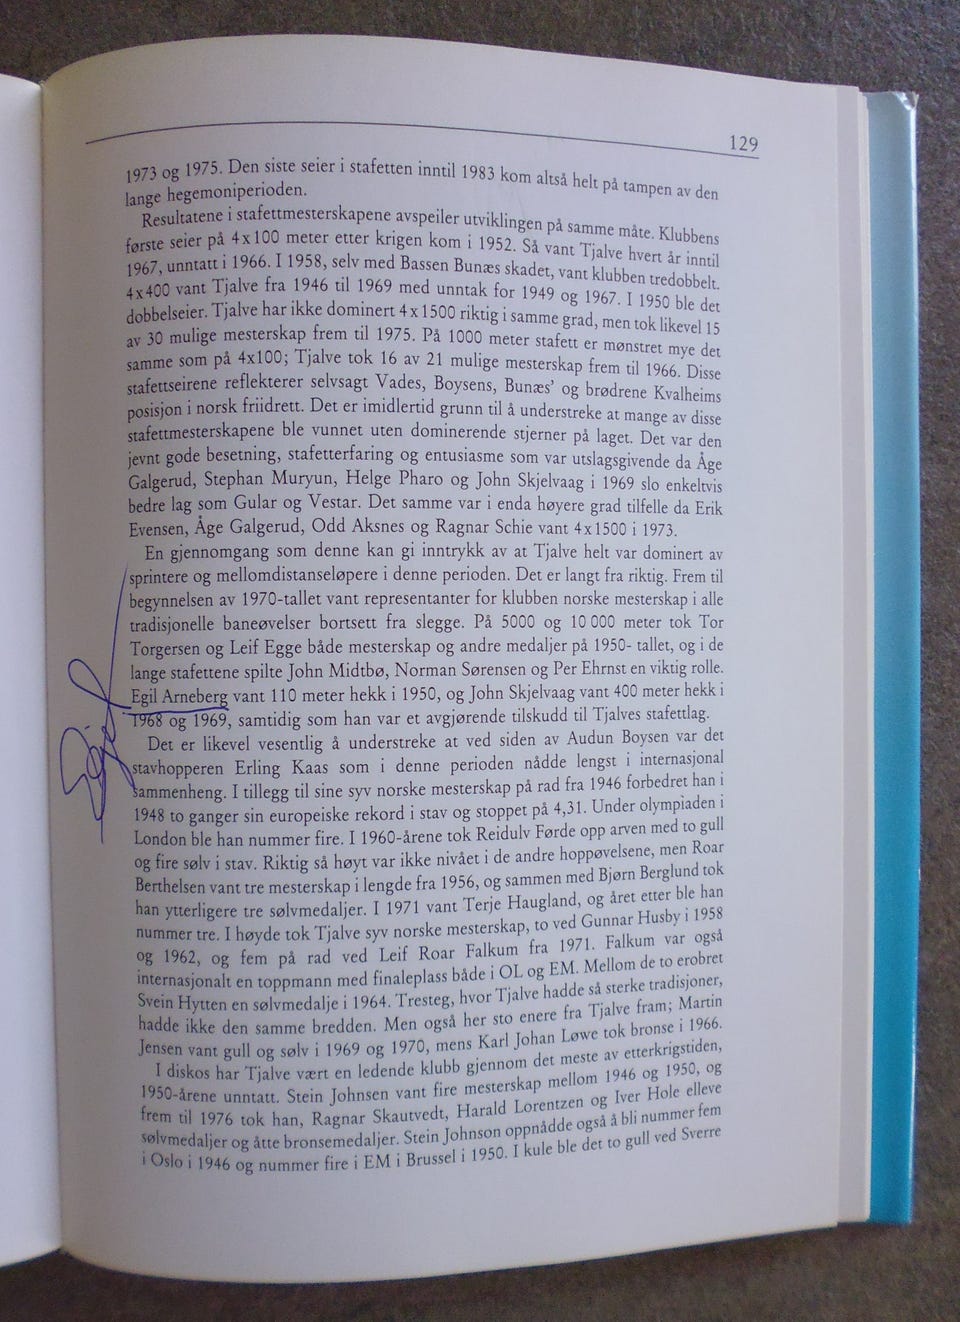 129
1973 og 1975. Den siste seier i stafetten inntil 1983 kom altså helt på tampen av den
lange hegemoniperioden.
Resultatene i stafettmesterskapene avspeiler utviklingen på samme måte. Klubbens
første seier på 4x100 meter etter krigen kom i 1952. Så vant Tjalve hvert år inntil
1967, unntatt i 1966. I 1958, selv med Bassen Bunæs skadet, vant klubben tredobbelt.
4x400 vant Tjalve fra 1946 til 1969 med unntak for 1949 og 1967. I 1950 ble det
dobbelseier. Tjalve har ikke dominert 4x1500 riktig i samme grad, men tok likevel 15
av 30 mulige mesterskap frem til 1975. På 1000 meter stafett er mønstret mye det
samme som på 4x100; Tjalve tok 16 av 21 mulige mesterskap frem til 1966. Disse
stafettseirene reflekterer selvsagt Vades, Boysens, Bunæs' og brødrene Kvalheims
posisjon i norsk friidrett. Det er imidlertid grunn til å understreke at mange av disse
stafettmesterskapene ble vunnet uten dominerende stjerner på laget. Det var den
jevnt gode besetning, stafetterfaring og entusiasme som var utslagsgivende da Åge
Galgerud, Stephan Muryun, Helge Pharo og John Skjelvaag i 1969 slo enkeltvis
bedre lag som Gular og Vestar. Det samme var i enda høyere grad tilfelle da Erik
Evensen, Åge Galgerud, Odd Aksnes og Ragnar Schie vant 4x1500 i 1973.
En gjennomgang som denne kan gi inntrykk av at Tjalve helt var dominert av
sprintere og mellomdistanseløpere i denne perioden. Det er langt fra riktig. Frem til
begynnelsen av 1970-tallet vant representanter for klubben norske mesterskap i alle
tradisjonelle baneøvelser bortsett fra slegge. På 5000 og 10 000 meter tok Tor
Torgersen og Leif Egge både mesterskap og andre medaljer på 1950- tallet, og i de
lange stafettene spilte John Midtbø, Norman Sørensen og Per Ehrnst en viktig rolle.
Egil Arneberg vant 110 meter hekk i 1950, og John Skjelvaag vant 400 meter hekk i
1968 og 1969, samtidig som han var et avgjørende tilskudd til Tjalves stafettlag.
Det er likevel vesentlig å understreke at ved siden av Audun Boysen var det
stavhopperen Erling Kaas som i denne perioden nådde lengst i internasjonal
sammenheng. I tillegg til sine syv norske mesterskap på rad fra 1946 forbedret han i
1948 to ganger sin europeiske rekord i stav og stoppet på 4,31. Under olympiaden i
London ble han nummer fire. I 1960-årene tok Reidulv Førde opp arven med to gull
og fire sølv i stav. Riktig så høyt var ikke nivået i de andre hoppøvelsene, men Roar
Berthelsen vant tre mesterskap i lengde fra 1956, og sammen med Bjørn Berglund tok
han ytterligere tre sølvmedaljer. I 1971 vant Terje Haugland, og året etter ble han
nummer tre. I høyde tok Tjalve syv norske mesterskap, to ved Gunnar Husby i 1958
og 1962, og fem på rad ved Leif Roar Falkum fra 1971. Falkum var også
internasjonalt en toppmann med finaleplass både i OL og EM. Mellom de to erobret
Svein Hytten en sølvmedalje i 1964. Tresteg, hvor Tjalve hadde så sterke tradisjoner,
hadde ikke den samme bredden. Men også her sto enere fra Tjalve fram; Martin
Jensen vant gull og sølv i 1969 og 1970, mens Karl Johan Løwe tok bronse i 1966.
I diskos har Tjalve vært en ledende klubb gjennom det meste av etterkrigstiden,
1950-årene unntatt. Stein Johnsen vant fire mesterskap mellom 1946 og 1950, og
frem til 1976 tok han, Ragnar Skautvedt, Harald Lorentzen og Iver Hole elleve
sølvmedaljer og åtte bronsemedaljer. Stein Johnson oppnådde også å bli nummer fem
i Oslo i 1946 og nummer fire i EM i Brussel i 1950. I kule ble det to gull ved Sverre